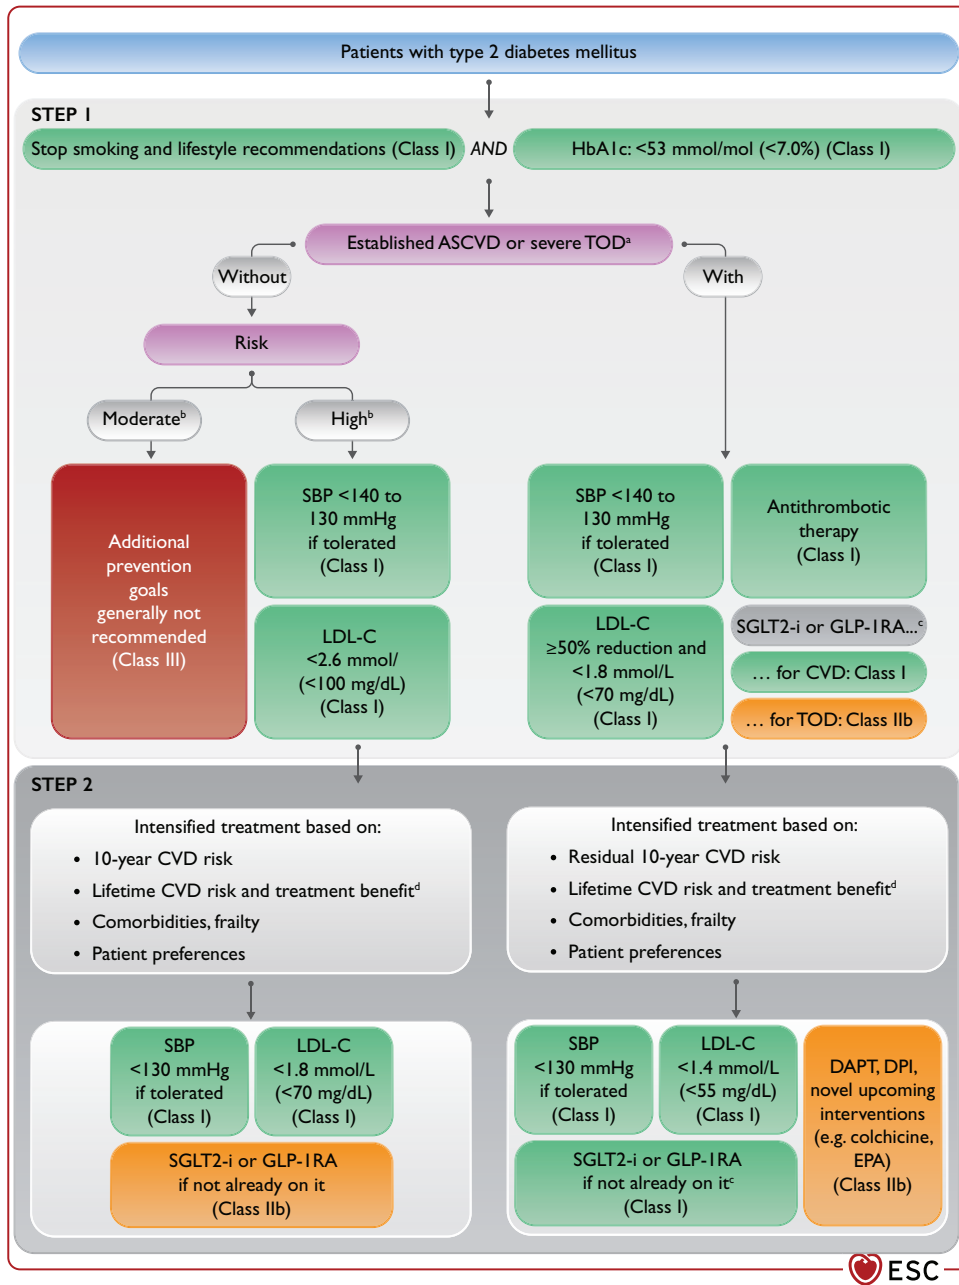 Patients with type 2 diabetes mellitus
STEP 1
Stop smoking and lifestyle recommendations (Class I)
AND
HbA1c: <53 mmol/mol (<7.0%) (Class I)
Established ASCVD or severe TODᵃ
Without
With
Risk
Moderateᵇ
Highᵇ
Additional
prevention
goals
generally not
recommended
(Class III)
SBP <140 to
130 mmHg
if tolerated
(Class I)
LDL-C
<2.6 mmol/
(<100 mg/dL)
(Class I)
SBP <140 to
130 mmHg
if tolerated
(Class I)
Antithrombotic
therapy
(Class I)
LDL-C
≥50% reduction and
<1.8 mmol/L
(<70 mg/dL)
(Class I)
SGLT2-i or GLP-1RA...ᶜ
... for CVD: Class I
... for TOD: Class IIb
STEP 2
Intensified treatment based on:
• 10-year CVD risk
• Lifetime CVD risk and treatment benefitᵈ
• Comorbidities, frailty
• Patient preferences
Intensified treatment based on:
• Residual 10-year CVD risk
• Lifetime CVD risk and treatment benefitᵈ
• Comorbidities, frailty
• Patient preferences
SBP
<130 mmHg
if tolerated
(Class I)
LDL-C
<1.8 mmol/L
(<70 mg/dL)
(Class I)
SGLT2-i or GLP-1RA
if not already on it
(Class IIb)
SBP
<130 mmHg
if tolerated
(Class I)
LDL-C
<1.4 mmol/L
(<55 mg/dL)
(Class I)
SGLT2-i or GLP-1RA
if not already on itᶜ
(Class I)
DAPT, DPI,
novel upcoming
interventions
(e.g. colchicine,
EPA)
(Class IIb)
ESC